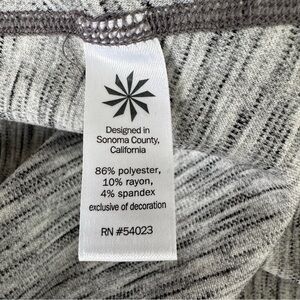 Designed in
Sonoma County,
California
86% polyester,
10% rayon,
4% spandex
exclusive of decoration
RN #54023